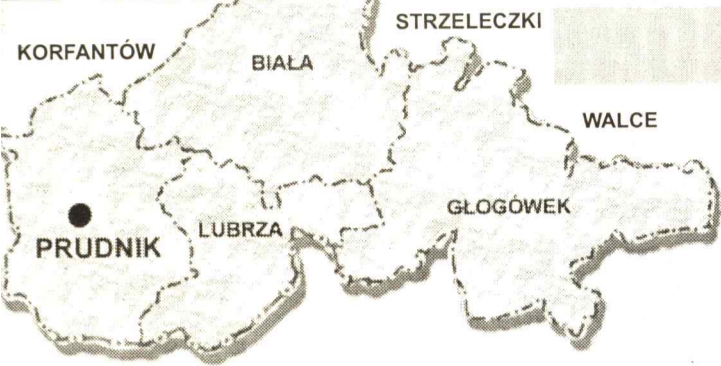 STRZELECZKI
KORFANTÓW
BIAŁA
WALCE
GŁOGÓWEK
LUBRZA
PRUDNIK